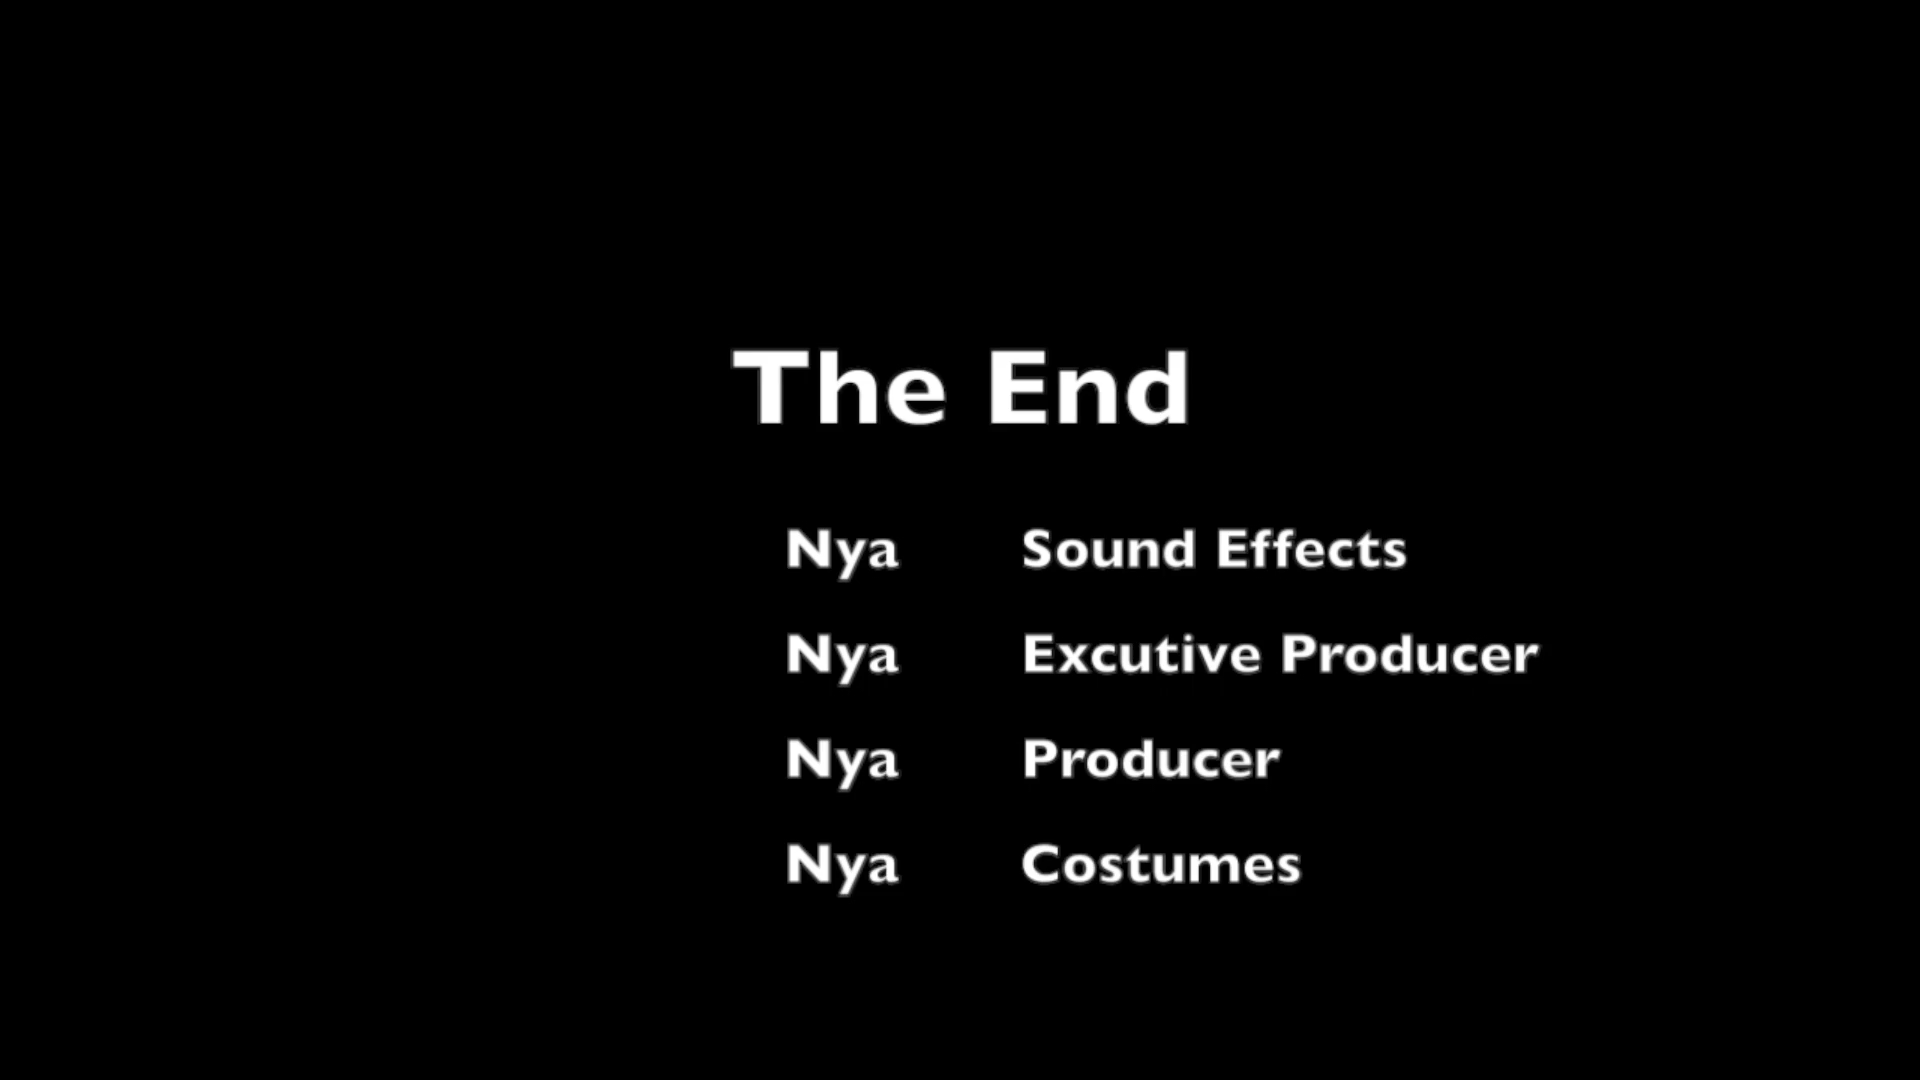 The End
Nya Sound Effects
Nya Excutive Producer
Nya Producer
Nya Costumes